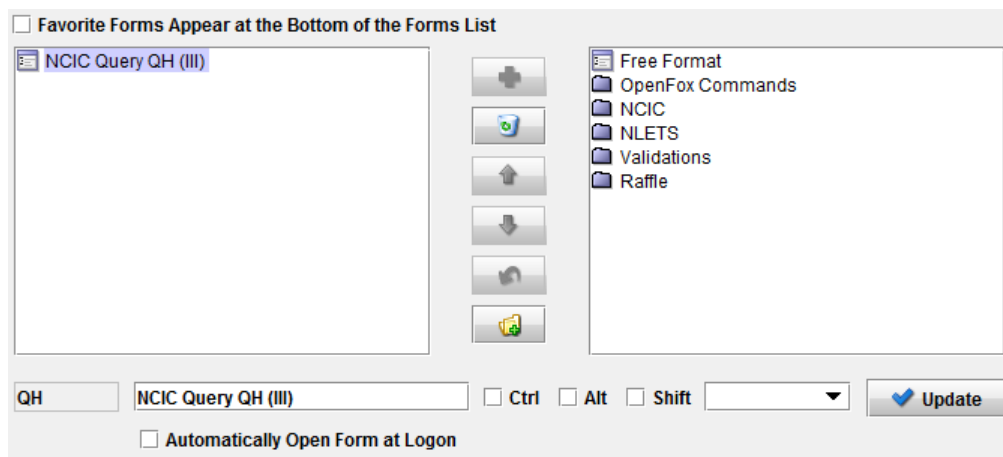 Favorite Forms Appear at the Bottom of the Forms List
NCIC Query QH (III)
Free Format
OpenFox Commands
NCIC
NLETS
Validations
Raffle
QH NCIC Query QH (III) Ctrl Alt Shift Update
Automatically Open Form at Logon